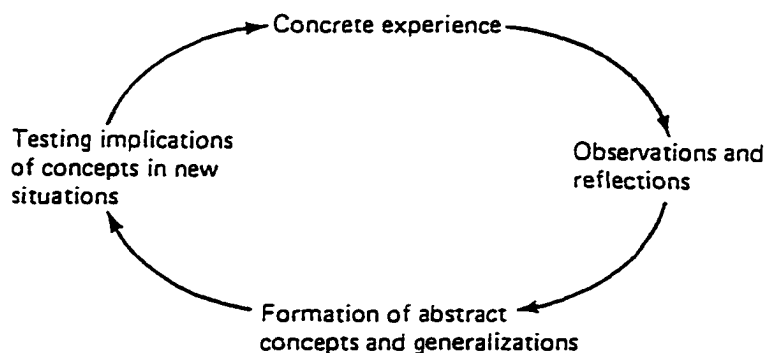 Concrete experience
Observations and
reflections
Formation of abstract
concepts and generalizations
Testing implications
of concepts in new
situations